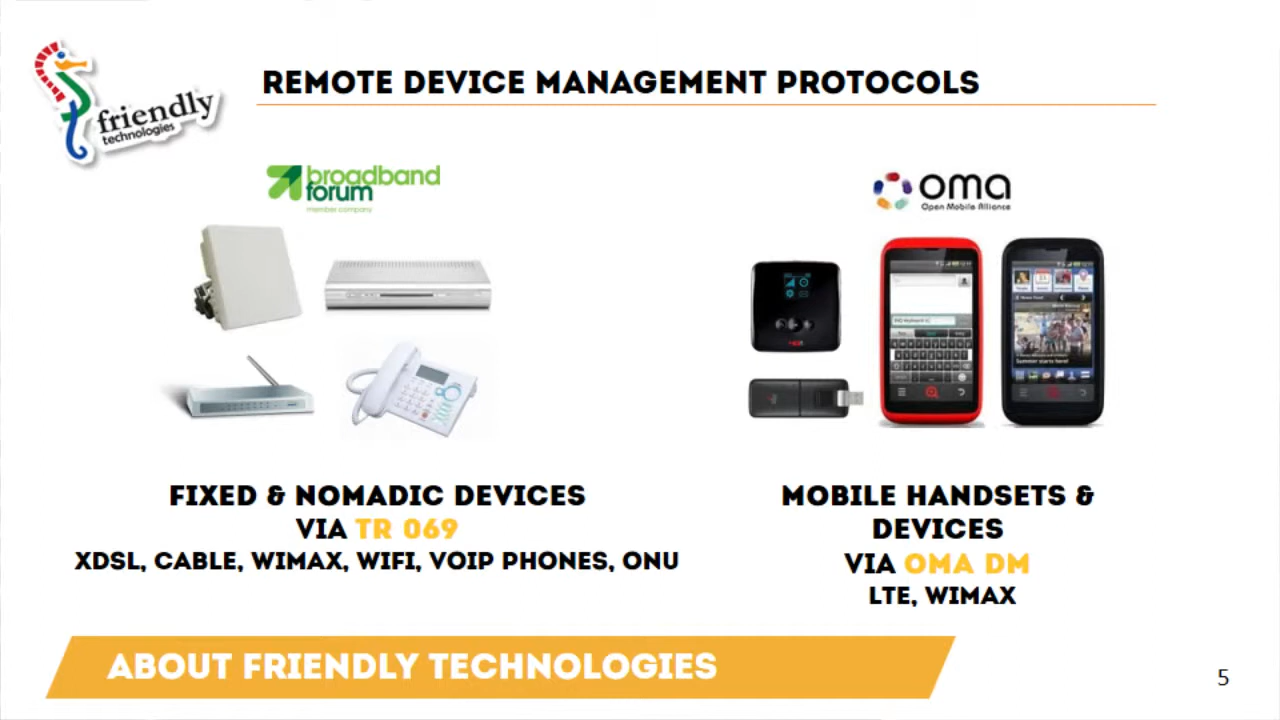 friendly
technologies
REMOTE DEVICE MANAGEMENT PROTOCOLS
broadband
forum
member company
oma
Open Mobile Alliance
FIXED & NOMADIC DEVICES
VIA TR 069
XDSL, CABLE, WIMAX, WIFI, VOIP PHONES, ONU
MOBILE HANDSETS &
DEVICES
VIA OMA DM
LTE, WIMAX
ABOUT FRIENDLY TECHNOLOGIES
5